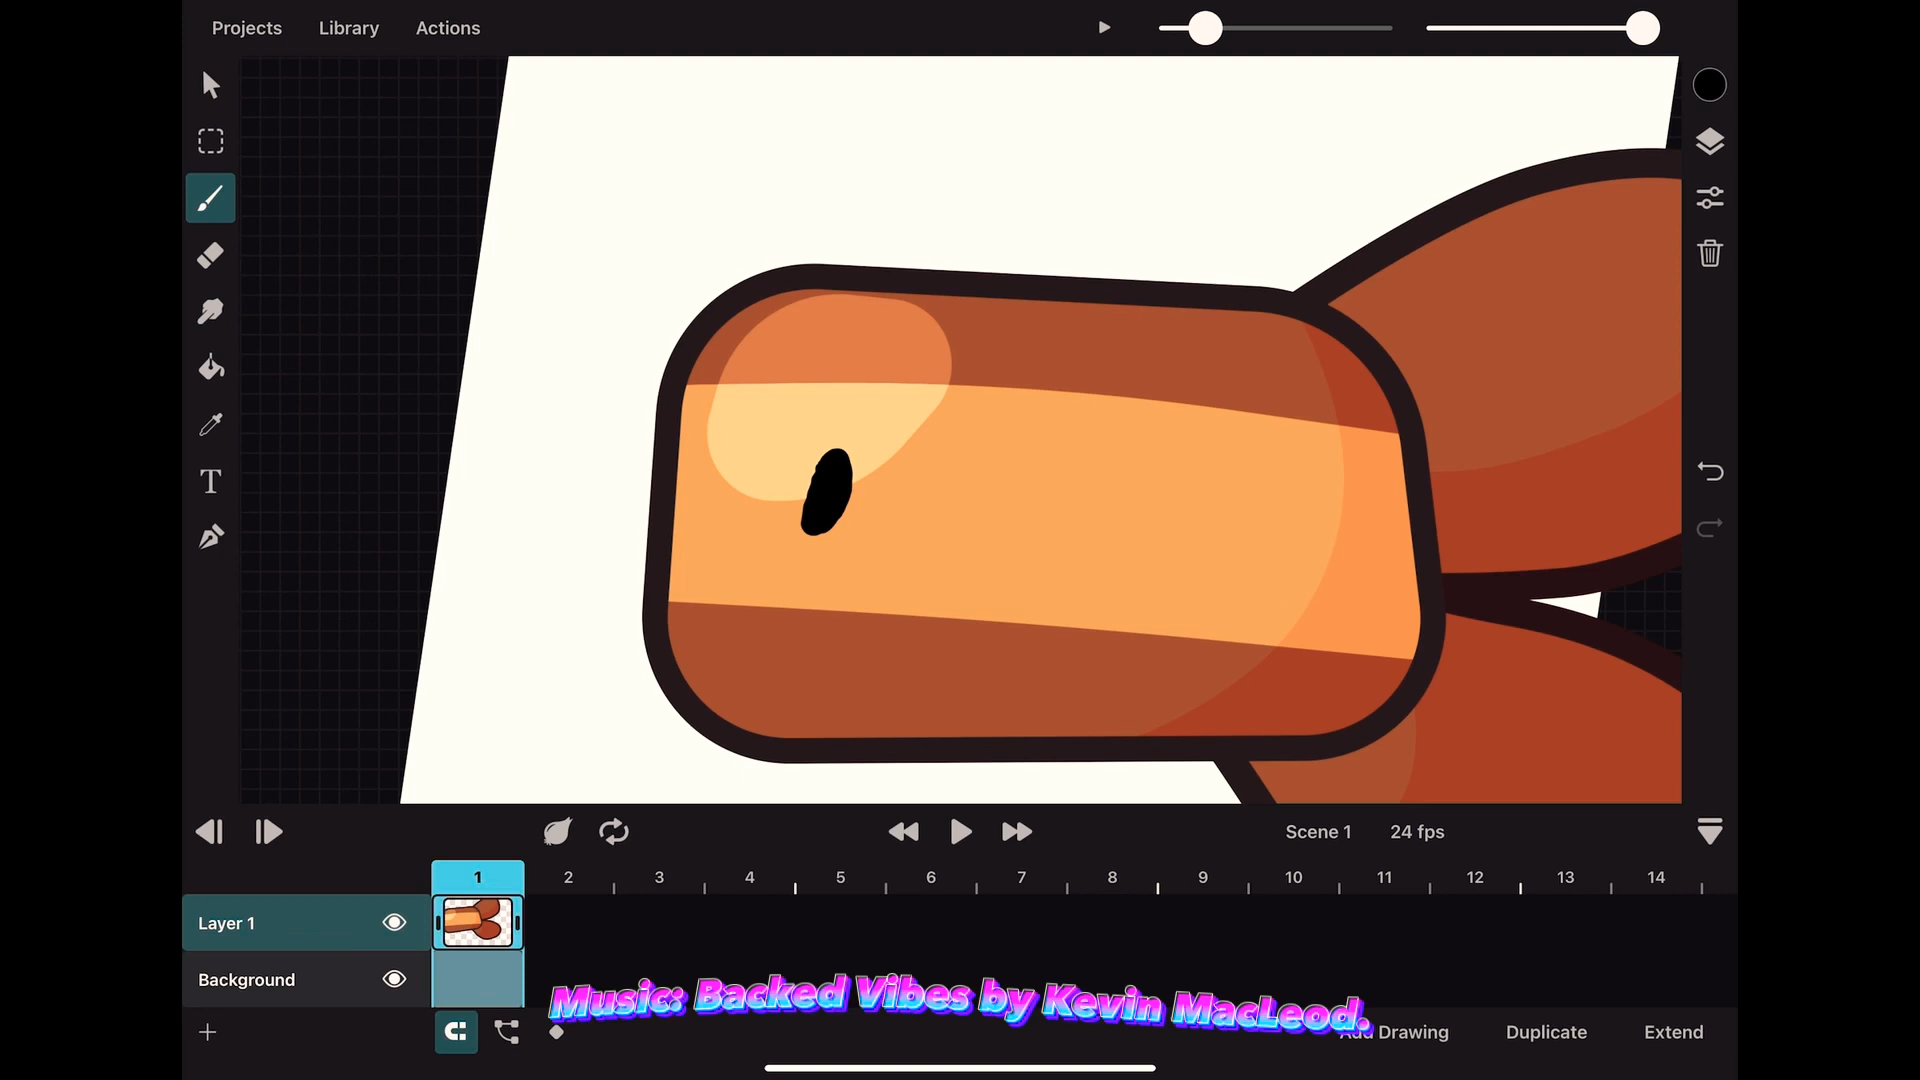 Projects Library Actions
T
Scene 1 24 fps
1 2 3 4 5 6 7 8 9 10 11 12 13 14
Layer 1
Background
Music: Backed Vibes by Kevin MacLeod.
Add Drawing Duplicate Extend